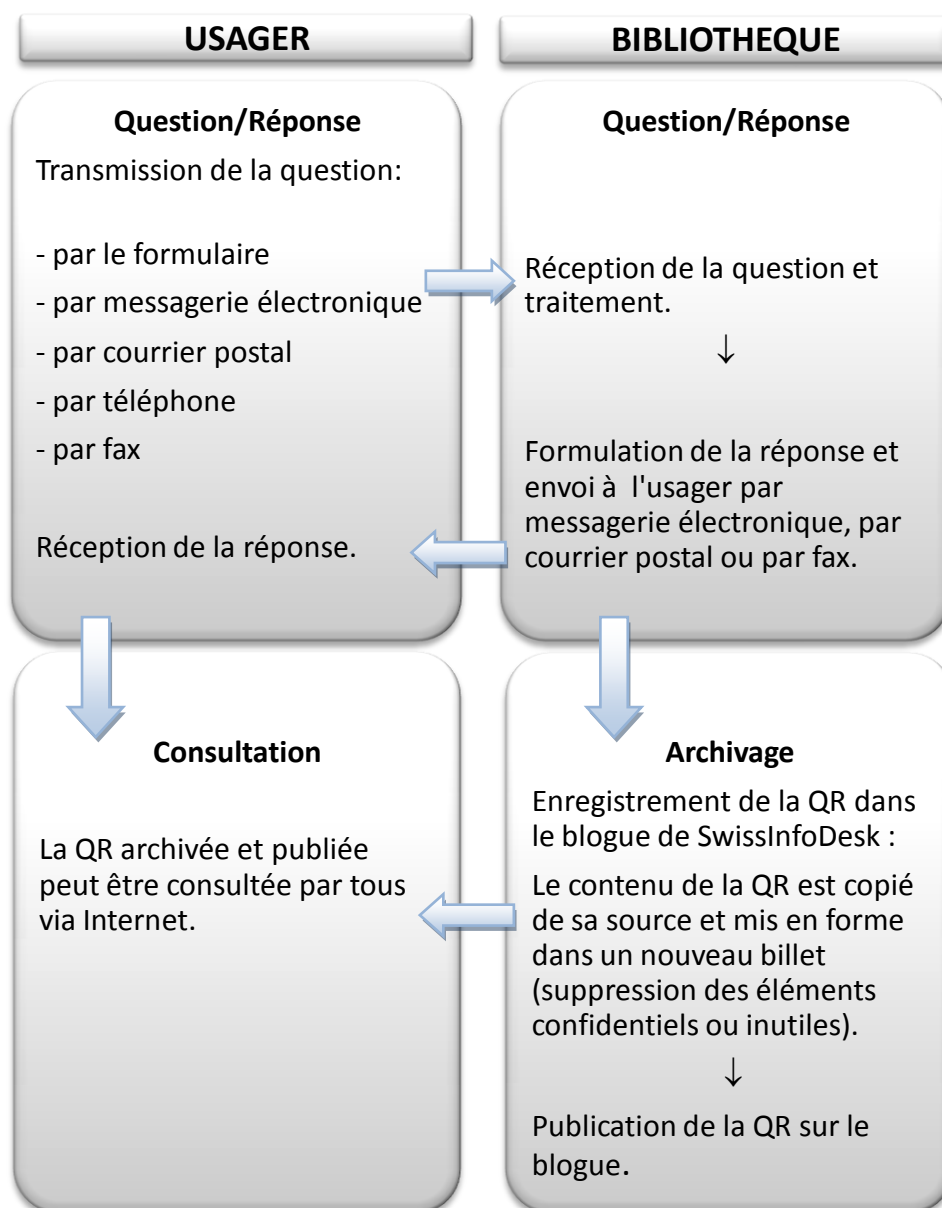 USAGER
Question/Réponse
Transmission de la question:
- par le formulaire
- par messagerie électronique
- par courrier postal
- par téléphone
- par fax
Réception de la réponse.
BIBLIOTHEQUE
Question/Réponse
Réception de la question et
traitement.
↓
Formulation de la réponse et
envoi à l'usager par
messagerie électronique, par
courrier postal ou par fax.
Consultation
La QR archivée et publiée
peut être consultée par tous
via Internet.
Archivage
Enregistrement de la QR dans
le blogue de SwissInfoDesk :
Le contenu de la QR est copié
de sa source et mis en forme
dans un nouveau billet
(suppression des éléments
confidentiels ou inutiles).
↓
Publication de la QR sur le
blogue.